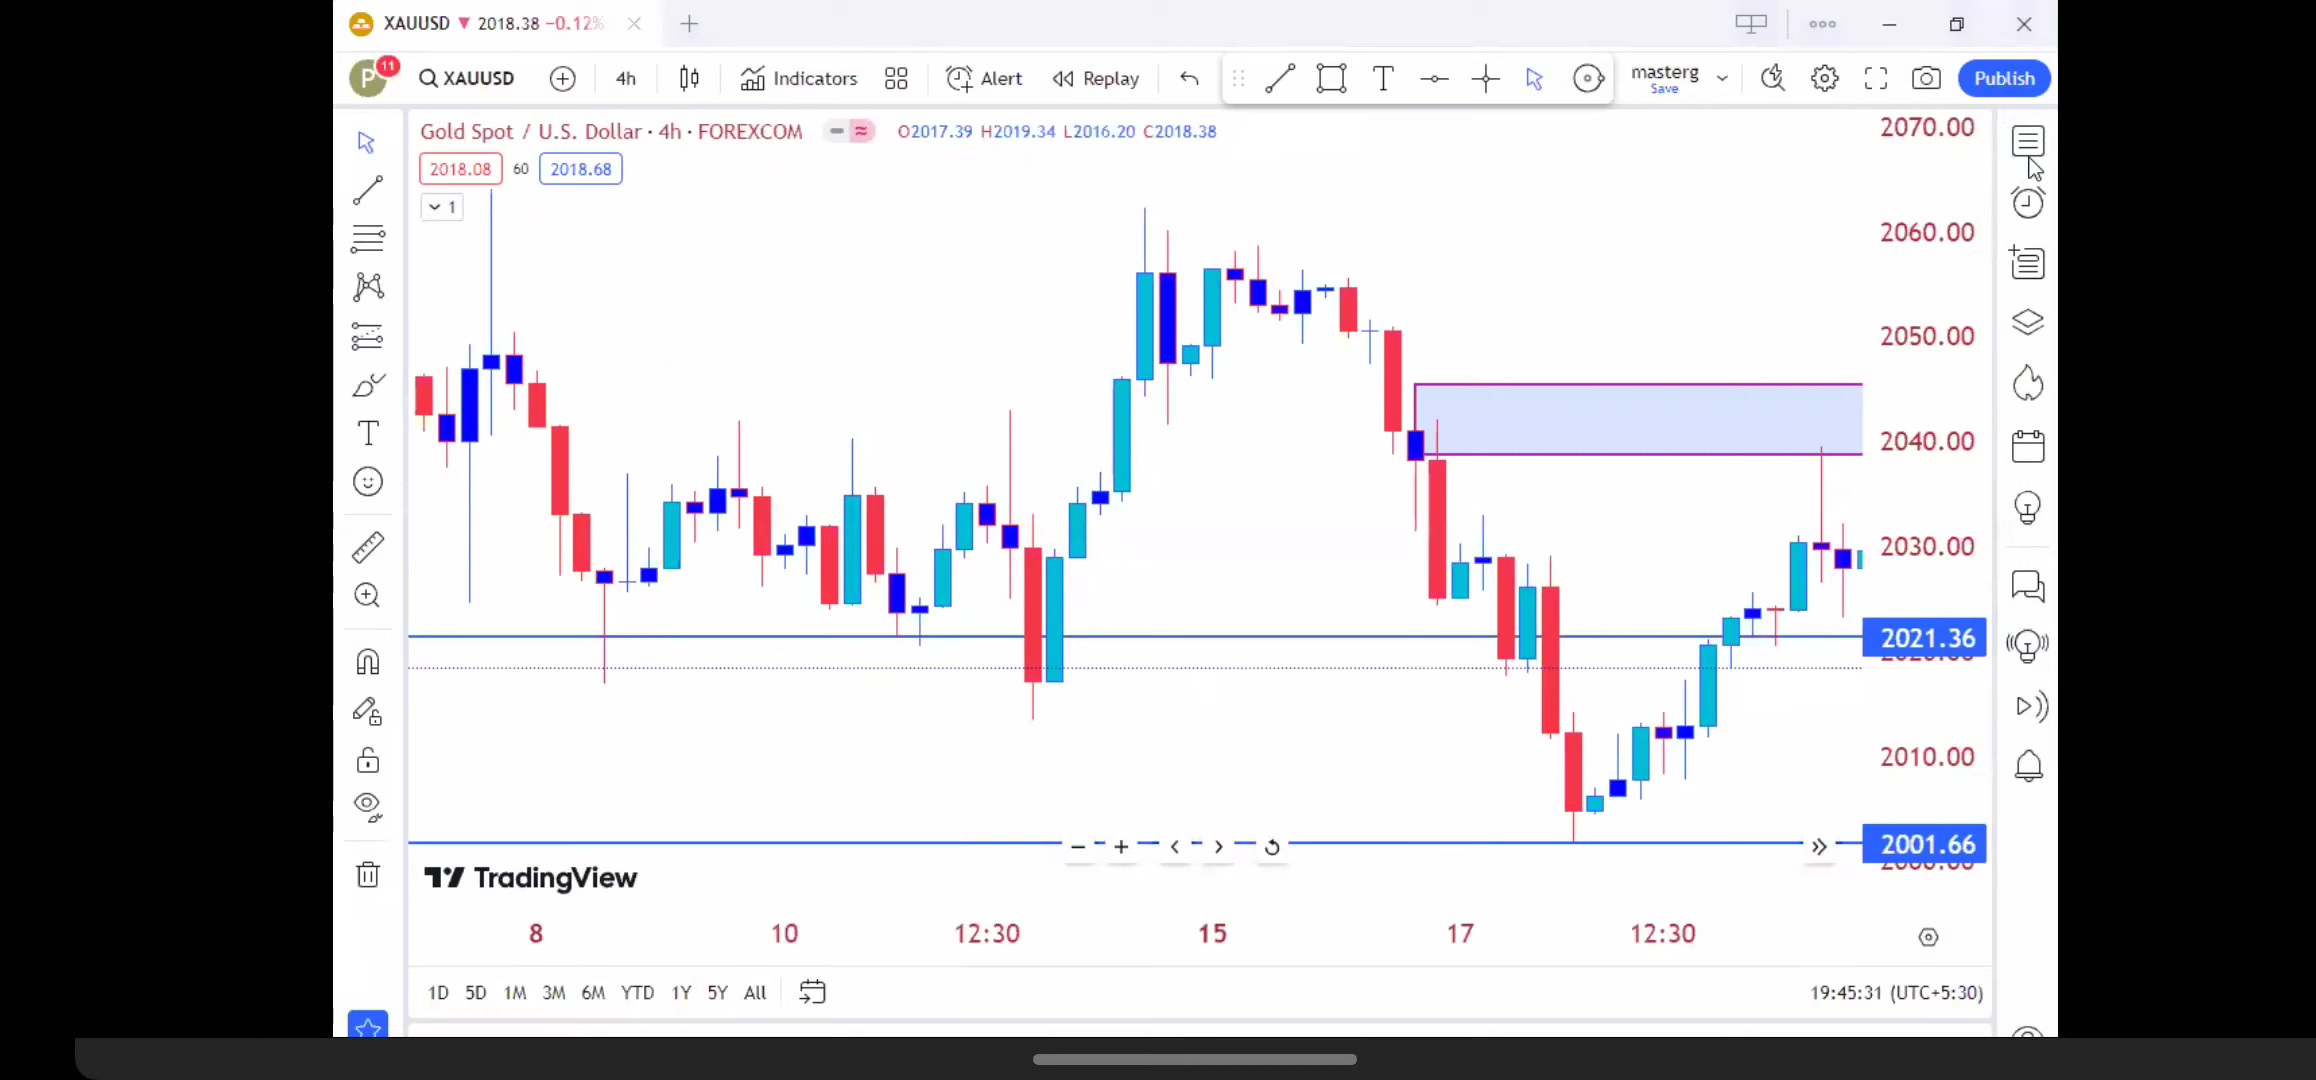 XAUUSD ▼ 2018.38 −0.12%
P 11 XAUUSD 4h Indicators Alert Replay T masterg Save Publish
Gold Spot / U.S. Dollar · 4h · FOREXCOM O2017.39 H2019.34 L2016.20 C2018.38
2018.08 60 2018.68
1
2070.00
2060.00
2050.00
2040.00
2030.00
2021.36
2010.00
2001.66
TradingView
8 10 12:30 15 17 12:30
1D 5D 1M 3M 6M YTD 1Y 5Y All 19:45:31 (UTC+5:30)